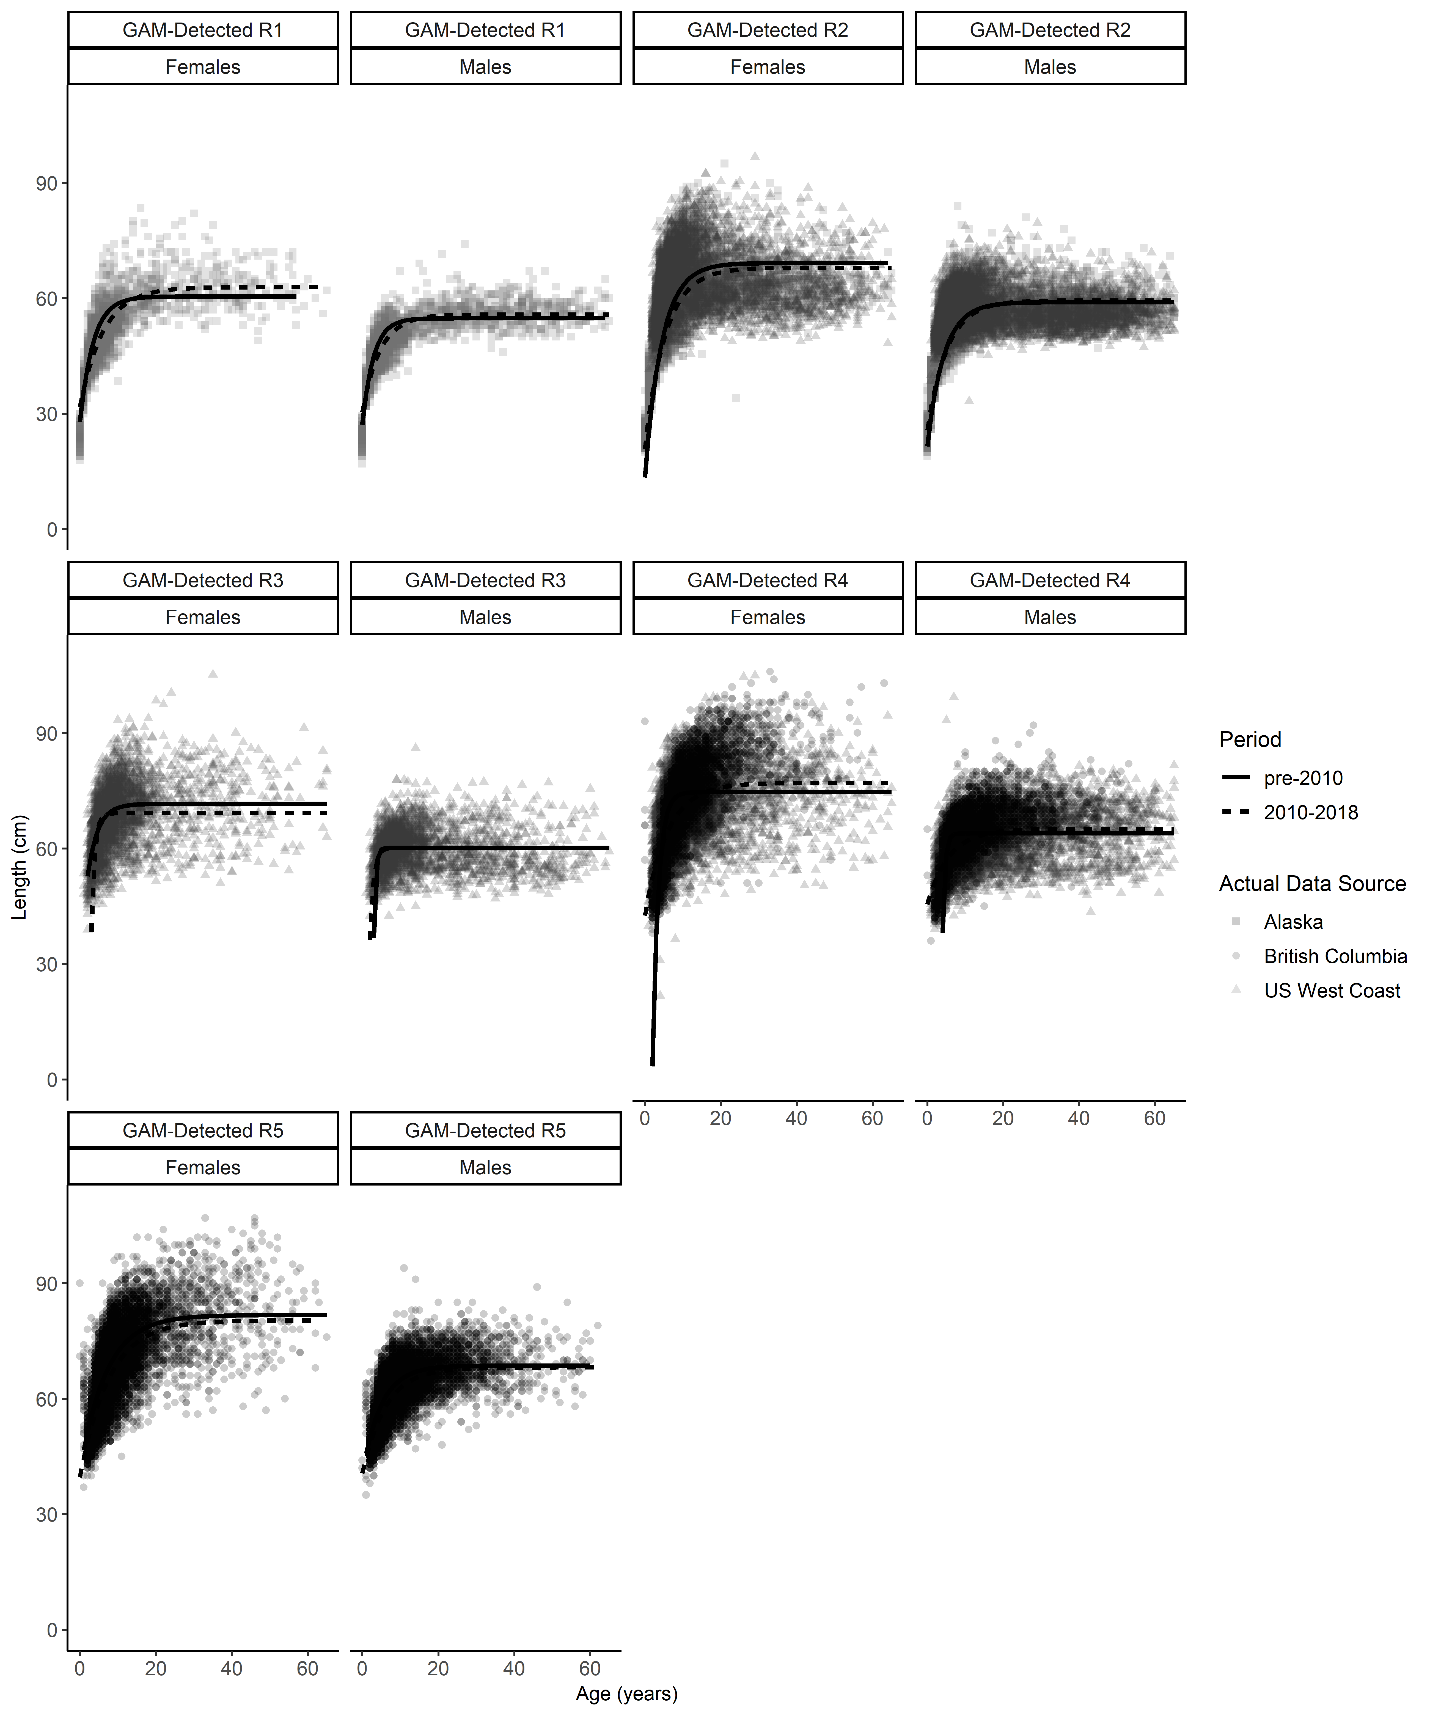 GAM-Detected R1 GAM-Detected R1 GAM-Detected R2 GAM-Detected R2
Females Males Females Males
90
60
30
0
GAM-Detected R3 GAM-Detected R3 GAM-Detected R4 GAM-Detected R4
Females Males Females Males
90
60
30
0
0 20 40 60 0 20 40 60
GAM-Detected R5 GAM-Detected R5
Females Males
90
60
30
0
0 20 40 60 0 20 40 60
Age (years)
Length (cm)
Period
pre-2010
2010-2018
Actual Data Source
Alaska
British Columbia
US West Coast